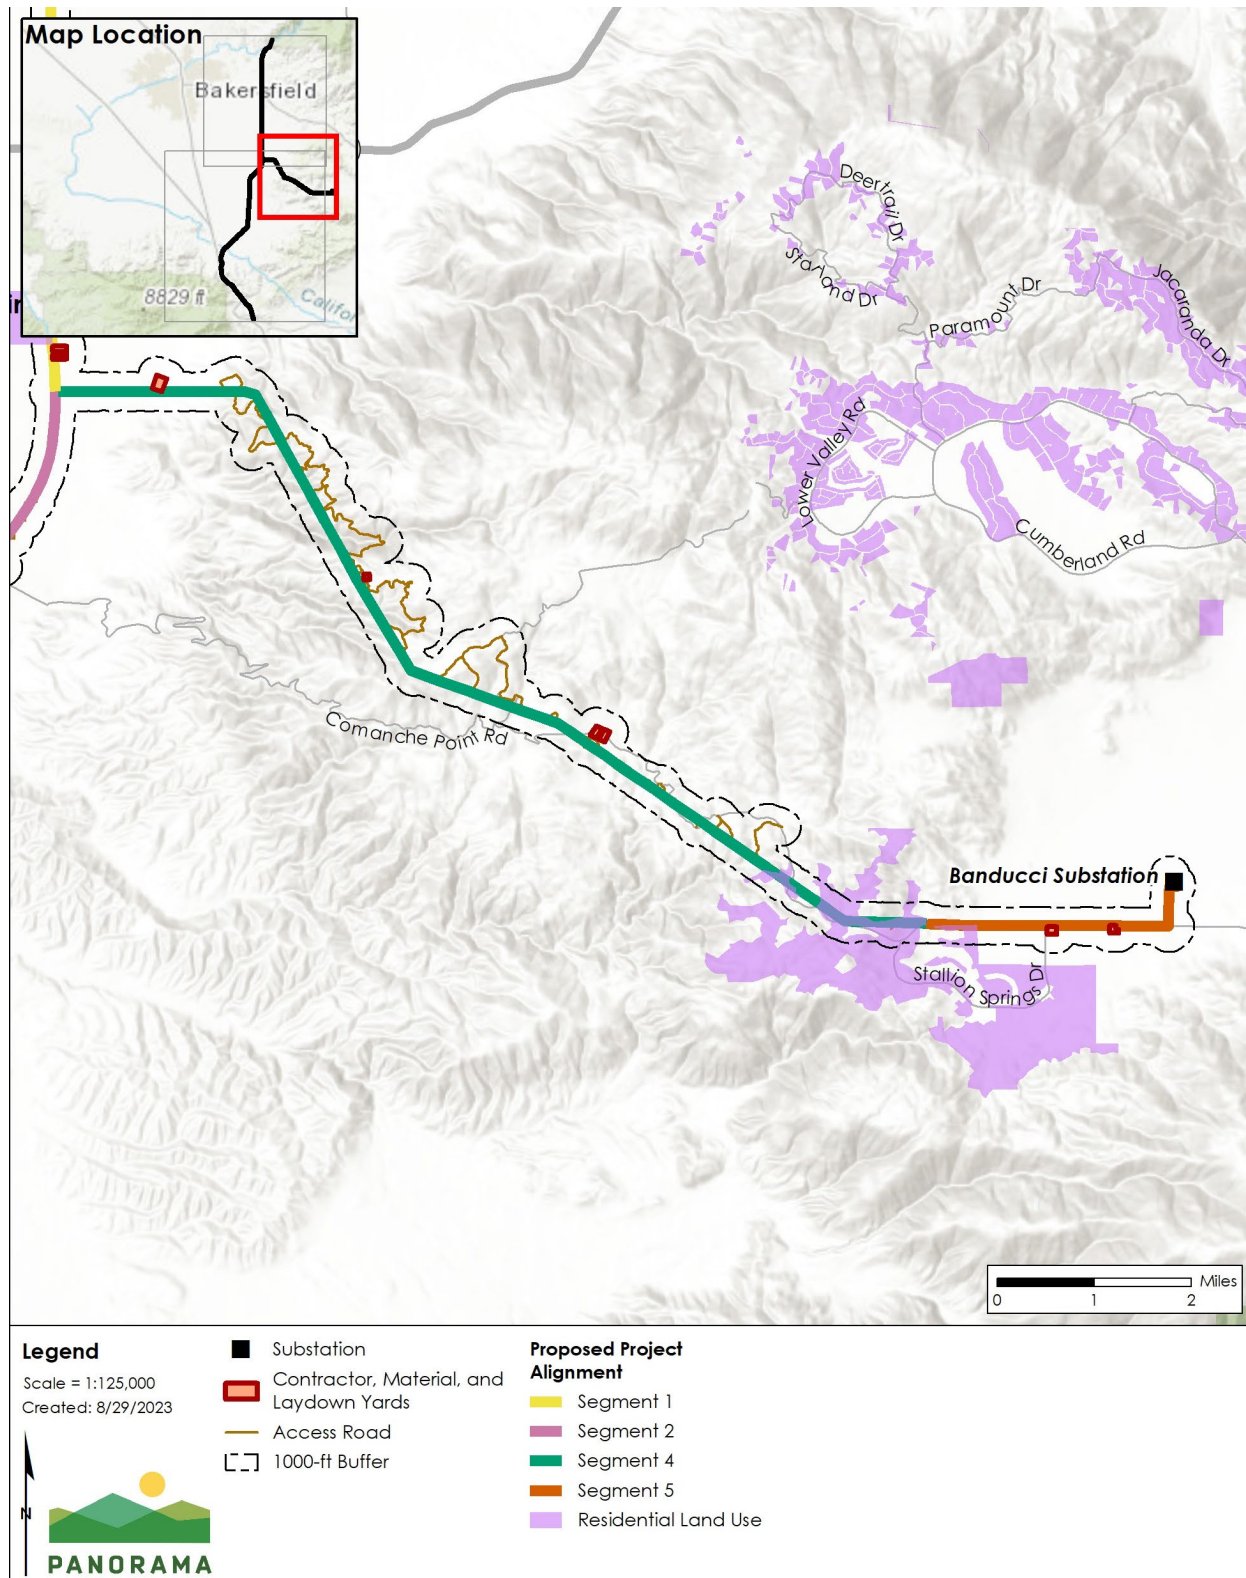 Map Location
Bakersfield
8829 ft
Califor
Deertrail Dr
Starland Dr
Paramount Dr
Jacaranda Dr
Lower Valley Rd
Cumberland Rd
Comanche Point Rd
Banducci Substation
Stallion Springs Dr
Miles
0 1 2
Legend
Scale = 1:125,000
Created: 8/29/2023
N
PANORAMA
Substation
Contractor, Material, and
Laydown Yards
Access Road
1000-ft Buffer
Proposed Project
Alignment
Segment 1
Segment 2
Segment 4
Segment 5
Residential Land Use